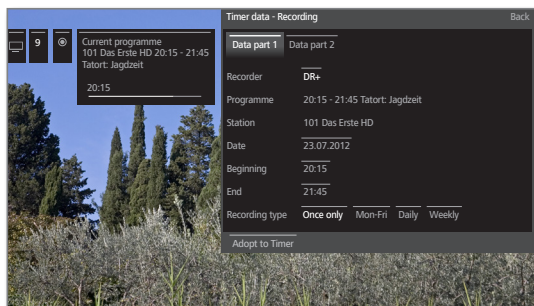 Timer data - Recording
Back
9
Current programme
101 Das Erste HD 20:15 - 21:45
Tatort: Jagdzeit
20:15
Data part 1 Data part 2
Recorder DR+
Programme 20:15 - 21:45 Tatort: Jagdzeit
Station 101 Das Erste HD
Date 23.07.2012
Beginning 20:15
End 21:45
Recording type Once only Mon-Fri Daily Weekly
Adopt to Timer